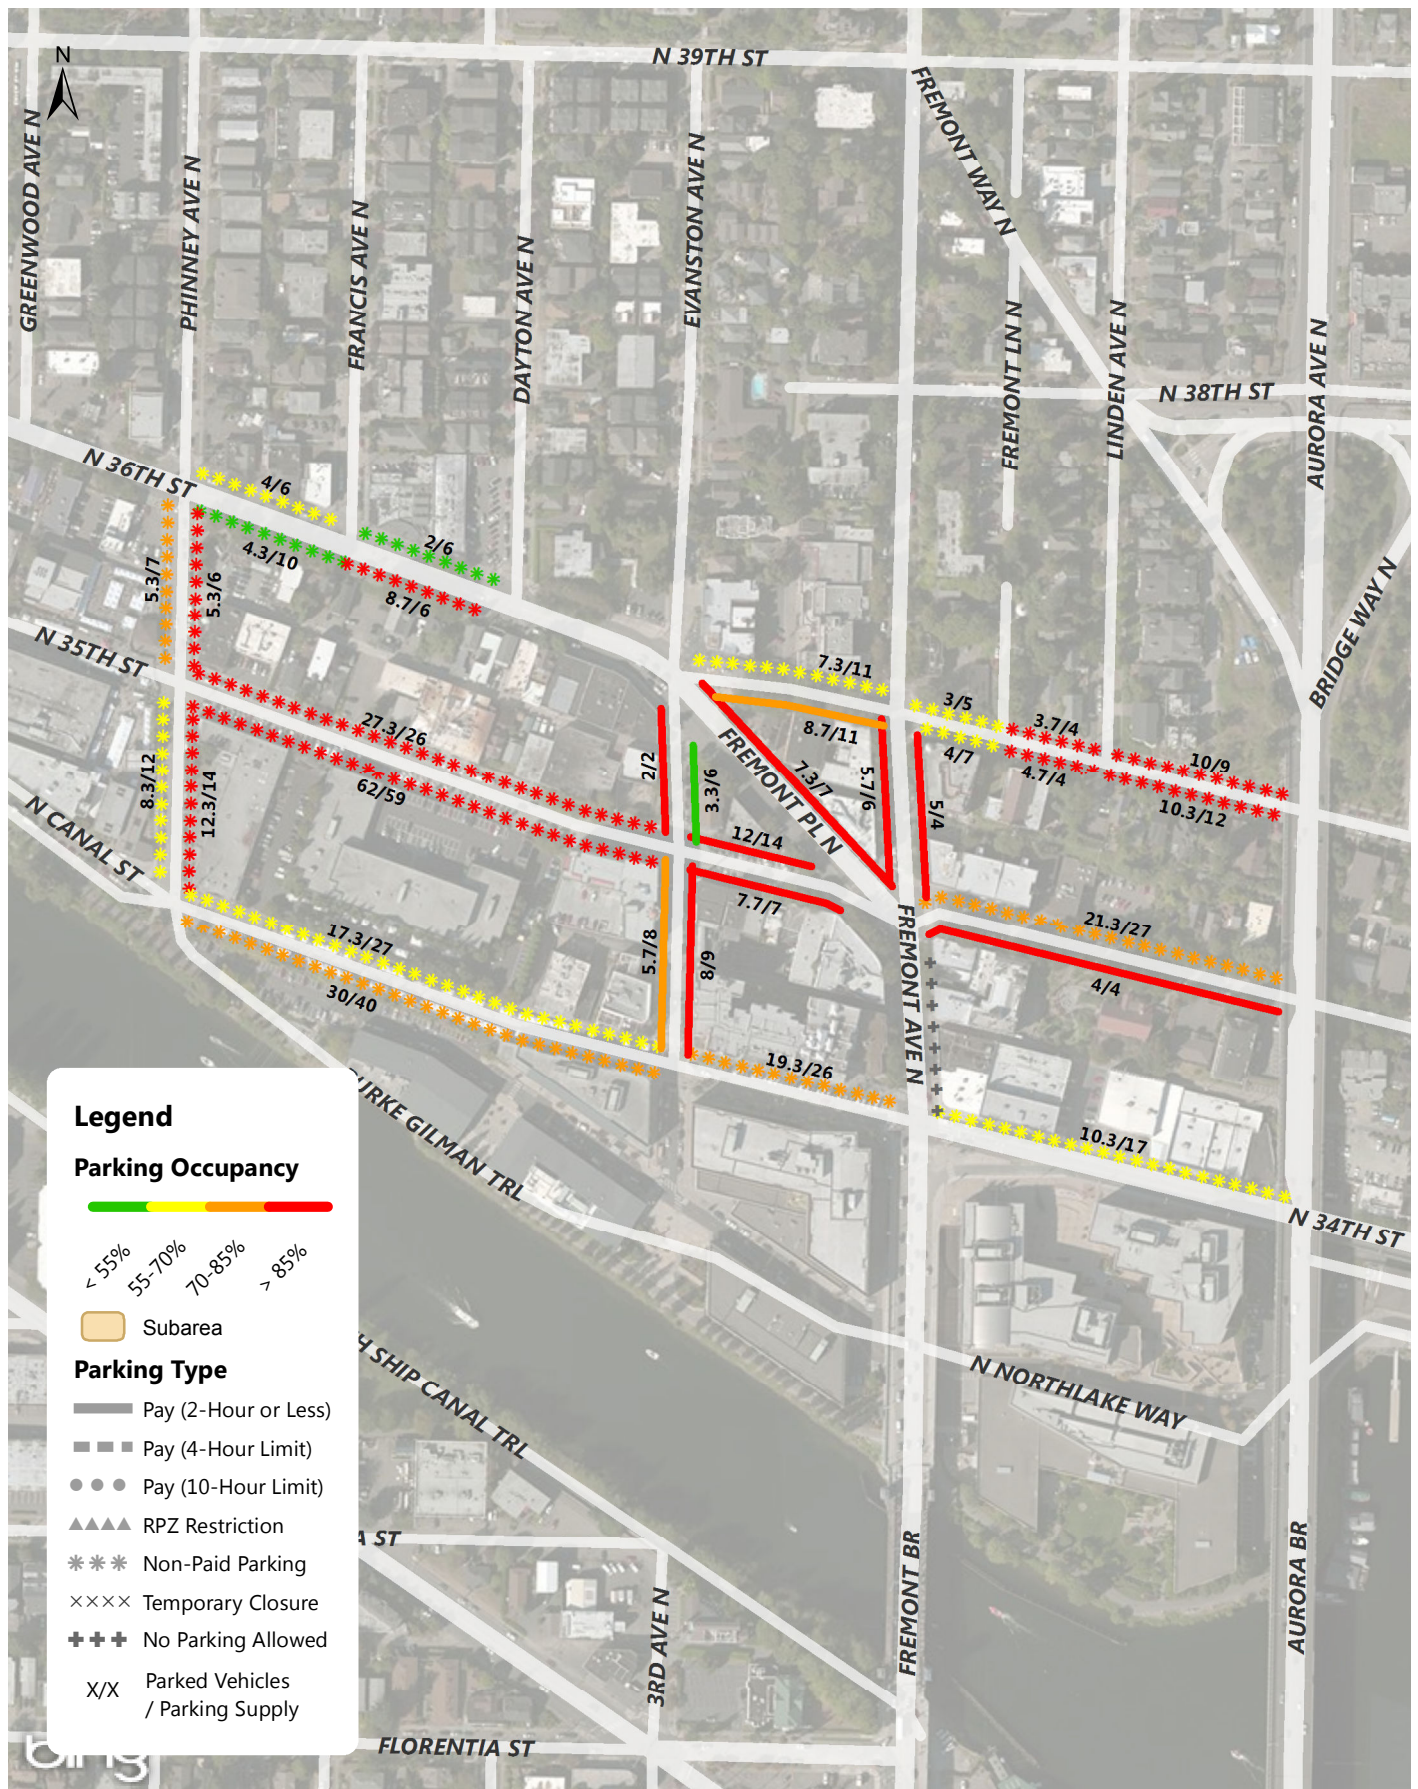 N
N 39TH ST
FREMONT WAY N
GREENWOOD AVE N
PHINNEY AVE N
FRANCIS AVE N
DAYTON AVE N
EVANSTON AVE N
FREMONT LN N
LINDEN AVE N
N 38TH ST
AURORA AVE N
BRIDGE WAY N
N 36TH ST
4/6
2/6
4.3/10
8.7/6
5.3/7
5.3/6
N 35TH ST
7.3/11
8.7/11
3/5
3.7/4
10/9
4/7
4.7/4
10.3/12
27.3/26
62/59
2/2
3.3/6
FREMONT PL N
7.3/7
5.7/6
5/4
8.3/12
12.3/14
N CANAL ST
12/14
7.7/7
17.3/27
30/40
5.7/8
8/9
FREMONT AVE N
21.3/27
4/4
19.3/26
10.3/17
N 34TH ST
URKE GILMAN TRL
N NORTHLAKE WAY
H SHIP CANAL TRL
A ST
3RD AVE N
FREMONT BR
AURORA BR
FLORENTIA ST
Legend
Parking Occupancy
< 55%
55-70%
70-85%
> 85%
Subarea
Parking Type
Pay (2-Hour or Less)
Pay (4-Hour Limit)
Pay (10-Hour Limit)
RPZ Restriction
Non-Paid Parking
Temporary Closure
No Parking Allowed
X/X Parked Vehicles
/ Parking Supply
bing